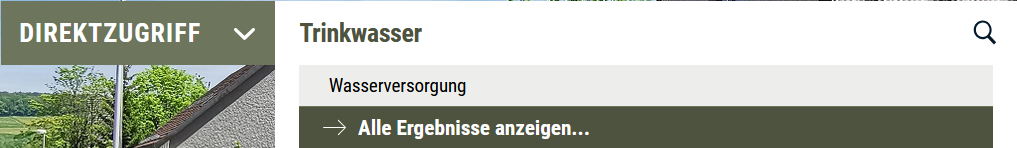 DIREKTZUGRIFF
Trinkwasser
Wasserversorgung
Alle Ergebnisse anzeigen...